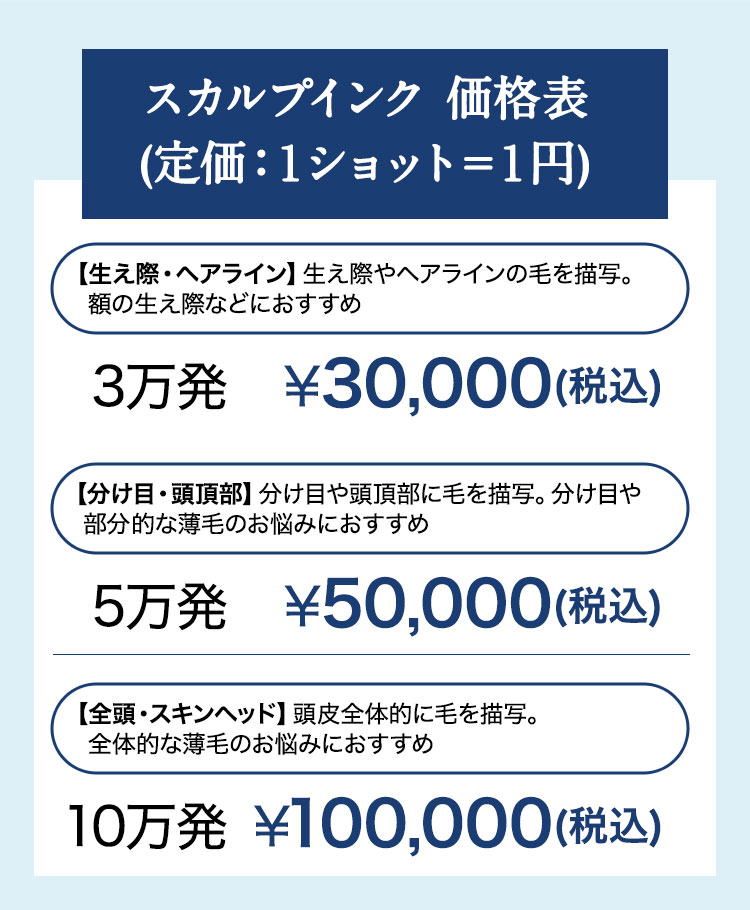 スカルプインク 価格表
(定価：1ショット＝1円)
【生え際・ヘアライン】生え際やヘアラインの毛を描写。
額の生え際などにおすすめ
3万発 ¥30,000(税込)
【分け目・頭頂部】分け目や頭頂部に毛を描写。分け目や
部分的な薄毛のお悩みにおすすめ
5万発 ¥50,000(税込)
【全頭・スキンヘッド】頭皮全体的に毛を描写。
全体的な薄毛のお悩みにおすすめ
10万発 ¥100,000(税込)